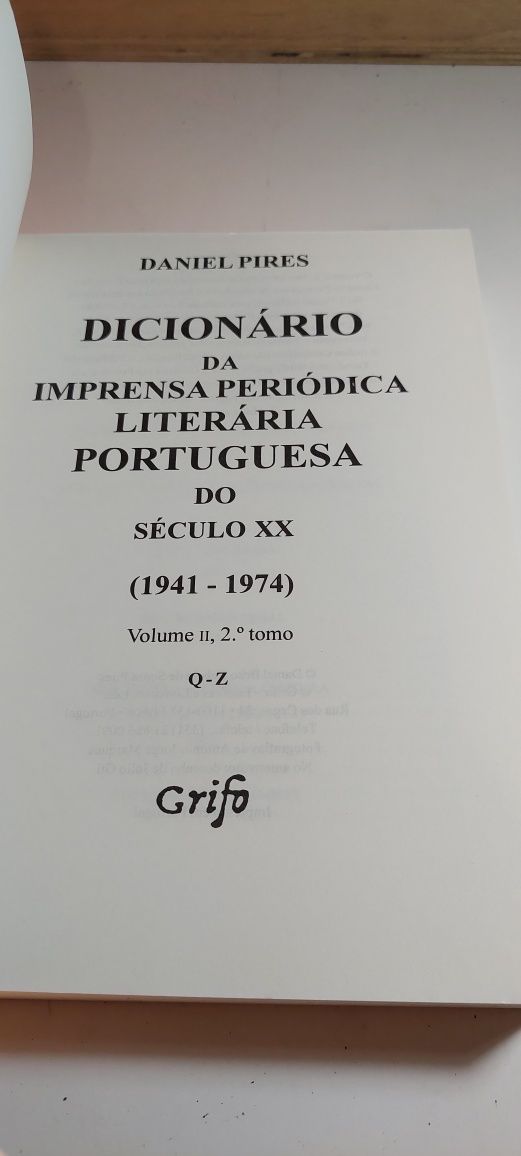 DANIEL PIRES
DICIONÁRIO
DA
IMPRENSA PERIÓDICA
LITERÁRIA
PORTUGUESA
DO
SÉCULO XX
(1941 - 1974)
Volume II, 2.º tomo
Q - Z
Grifo